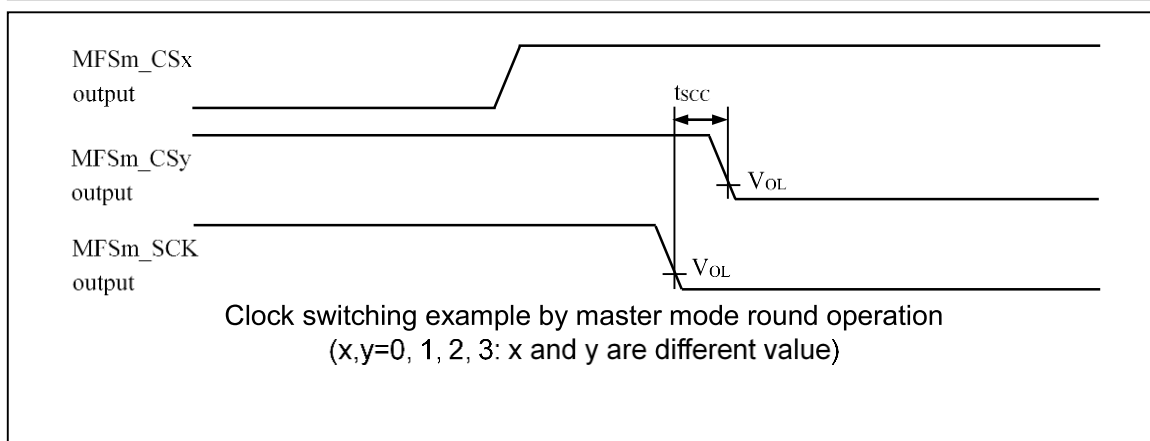 MFSm_CSx
output
tSCC
MFSm_CSy
output
VOL
MFSm_SCK
output
VOL
Clock switching example by master mode round operation
(x,y=0, 1, 2, 3: x and y are different value)